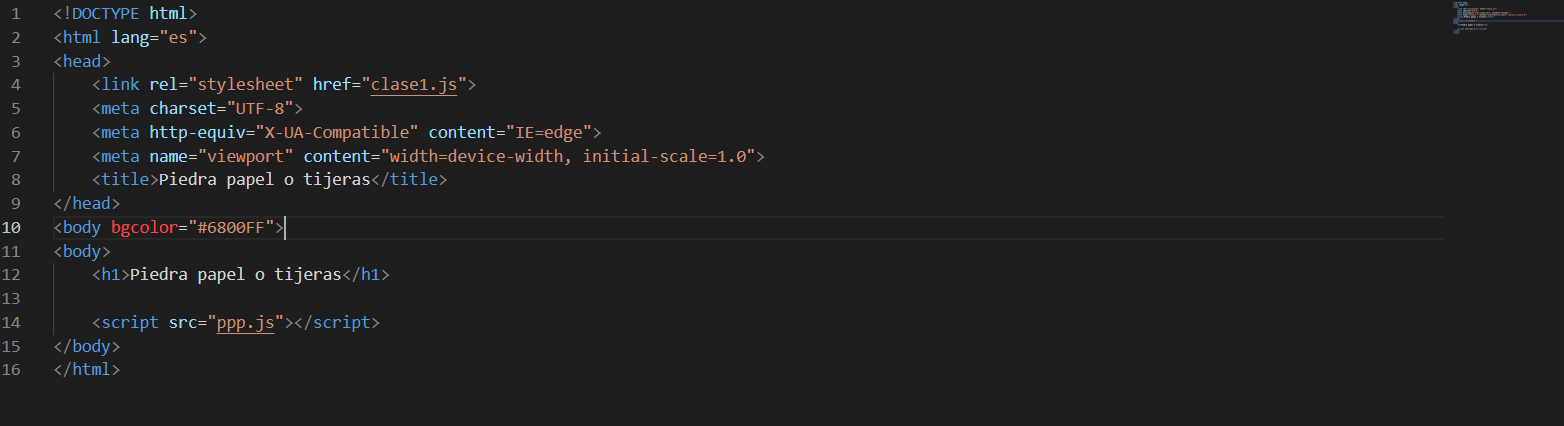 1 <!DOCTYPE html>
2 <html lang="es">
3 <head>
4     <link rel="stylesheet" href="clase1.js">
5     <meta charset="UTF-8">
6     <meta http-equiv="X-UA-Compatible" content="IE=edge">
7     <meta name="viewport" content="width=device-width, initial-scale=1.0">
8     <title>Piedra papel o tijeras</title>
9 </head>
10 <body bgcolor="#6800FF">
11 <body>
12     <h1>Piedra papel o tijeras</h1>
13
14     <script src="ppp.js"></script>
15 </body>
16 </html>